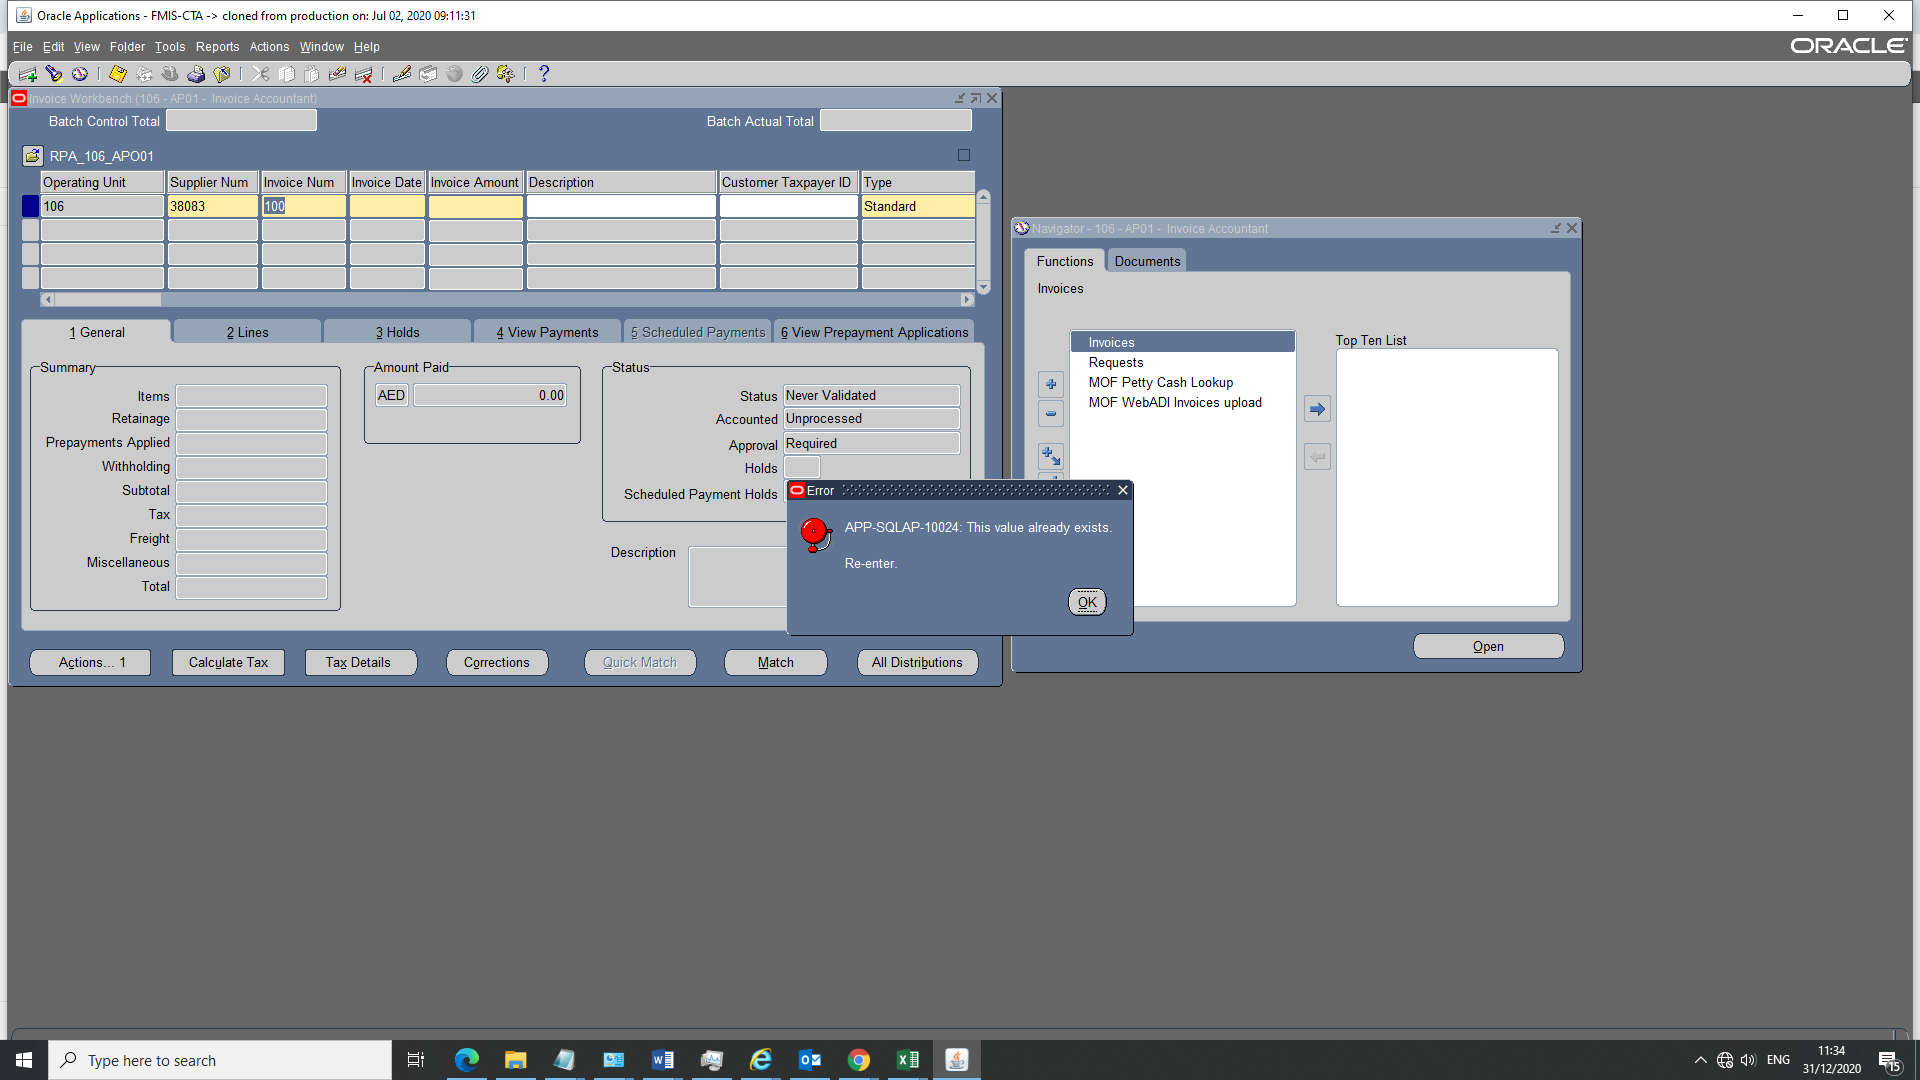 Oracle Applications - FMIS-CTA -> cloned from production on: Jul 02, 2020 09:11:31
File Edit View Folder Tools Reports Actions Window Help
ORACLE
Invoice Workbench (106 - AP01 - Invoice Accountant)
Batch Control Total
Batch Actual Total
RPA_106_APO01
Operating Unit Supplier Num Invoice Num Invoice Date Invoice Amount Description Customer Taxpayer ID Type
106 38083 100 Standard
1 General 2 Lines 3 Holds 4 View Payments 5 Scheduled Payments 6 View Prepayment Applications
Summary
Items
Retainage
Prepayments Applied
Withholding
Subtotal
Tax
Freight
Miscellaneous
Total
Amount Paid
AED 0.00
Status
Status Never Validated
Accounted Unprocessed
Approval Required
Holds
Scheduled Payment Holds
Description
Actions... 1 Calculate Tax Tax Details Corrections Quick Match Match All Distributions
Navigator - 106 - AP01 - Invoice Accountant
Functions Documents
Invoices
Invoices
Requests
MOF Petty Cash Lookup
MOF WebADI Invoices upload
Top Ten List
Open
Error
APP-SQLAP-10024: This value already exists.
Re-enter.
OK
Type here to search
ENG
11:34
31/12/2020
15